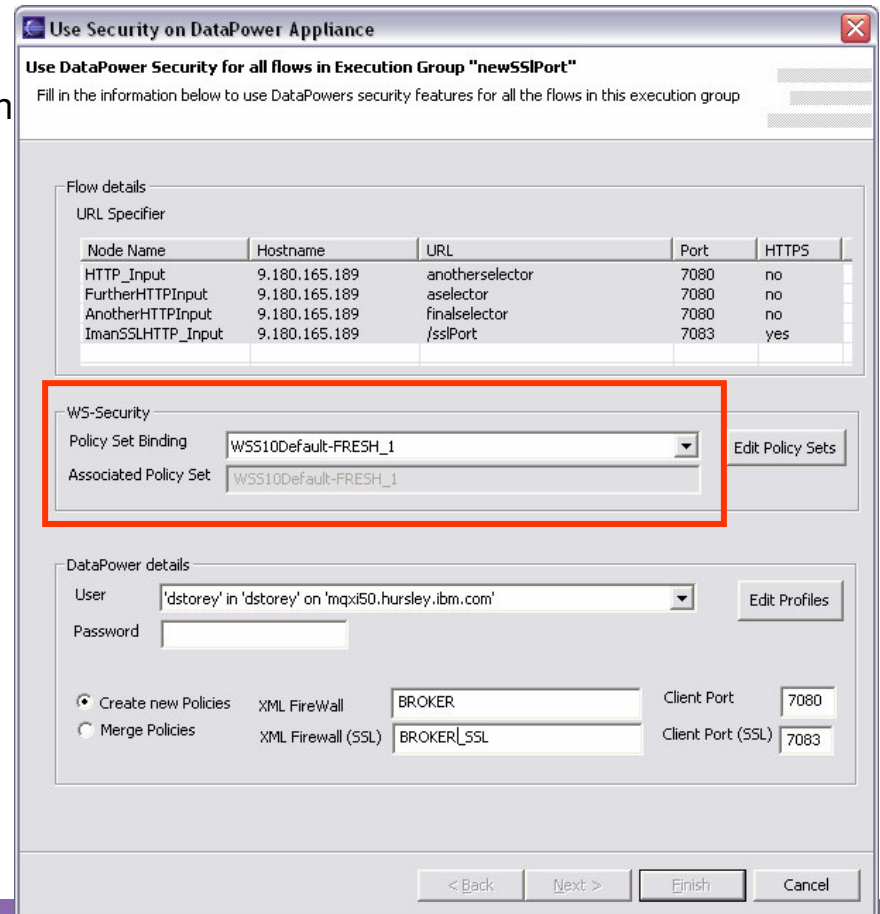 Use Security on DataPower Appliance
Use DataPower Security for all flows in Execution Group "newSSlPort"
Fill in the information below to use DataPowers security features for all the flows in this execution group
n
Flow details
URL Specifier
Node Name Hostname URL Port HTTPS
HTTP_Input 9.180.165.189 anotherselector 7080 no
FurtherHTTPInput 9.180.165.189 aselector 7080 no
AnotherHTTPInput 9.180.165.189 finalselector 7080 no
ImanSSLHTTP_Input 9.180.165.189 /sslPort 7083 yes
WS-Security
Policy Set Binding WSS10Default-FRESH_1 Edit Policy Sets
Associated Policy Set WSS10Default-FRESH_1
DataPower details
User 'dstorey' in 'dstorey' on 'mqxi50.hursley.ibm.com' Edit Profiles
Password
Create new Policies XML FireWall BROKER Client Port 7080
Merge Policies XML Firewall (SSL) BROKER_SSL Client Port (SSL) 7083
< Back Next > Finish Cancel